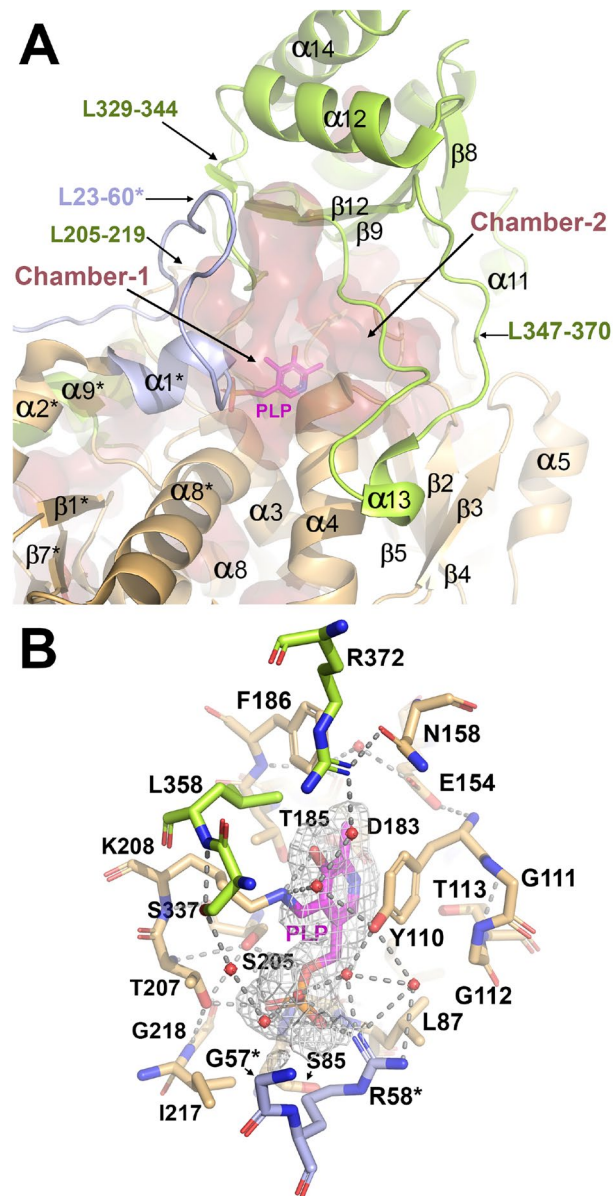 A
α14
L329-344
α12
β8
L23-60*
β12
L205-219
β9
Chamber-2
Chamber-1
α11
L347-370
α1*
PLP
α9*
α2*
α8*
α3
α4
α13
β2
α5
β3
β1*
β7*
α8
β5
β4
B
R372
F186
N158
L358
E154
T185
D183
K208
G111
T113
S337
PLP
Y110
S205
T207
G112
G218
L87
G57*
S85
I217
R58*